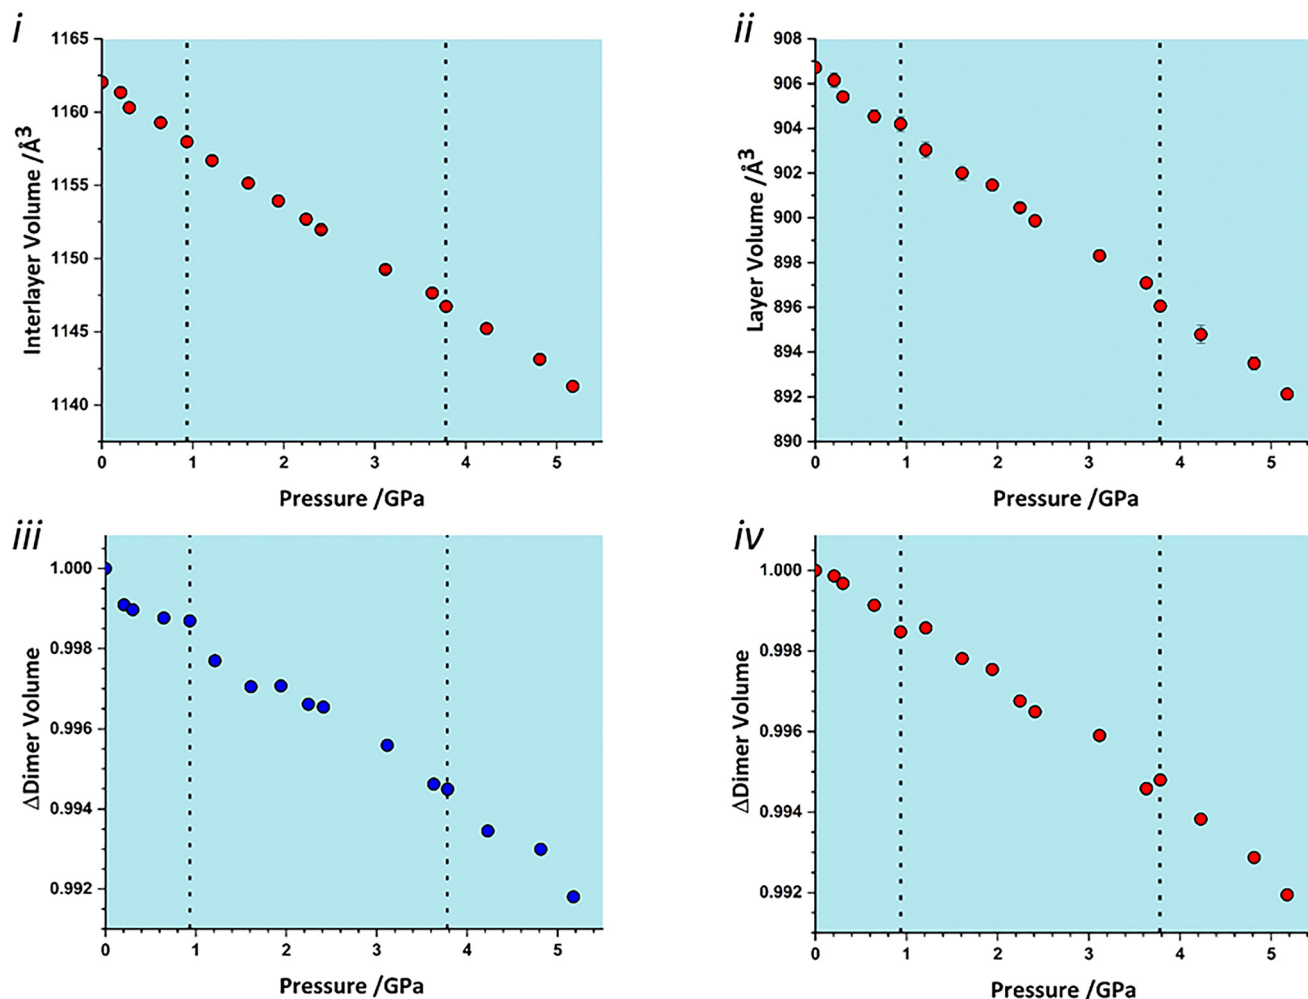 i
1165
1160
1155
1150
1145
1140
Interlayer Volume /Å³
0 1 2 3 4 5
Pressure /GPa
ii
908
906
904
902
900
898
896
894
892
890
Layer Volume /Å³
0 1 2 3 4 5
Pressure /GPa
iii
1.000
0.998
0.996
0.994
0.992
ΔDimer Volume
0 1 2 3 4 5
Pressure /GPa
iv
1.000
0.998
0.996
0.994
0.992
ΔDimer Volume
0 1 2 3 4 5
Pressure /GPa